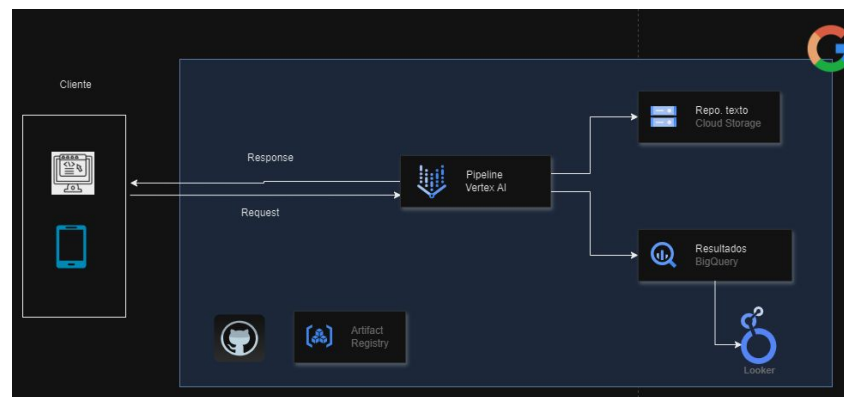 Cliente
Response
Request
Pipeline
Vertex AI
Repo. texto
Cloud Storage
Resultados
BigQuery
Artifact
Registry
Looker